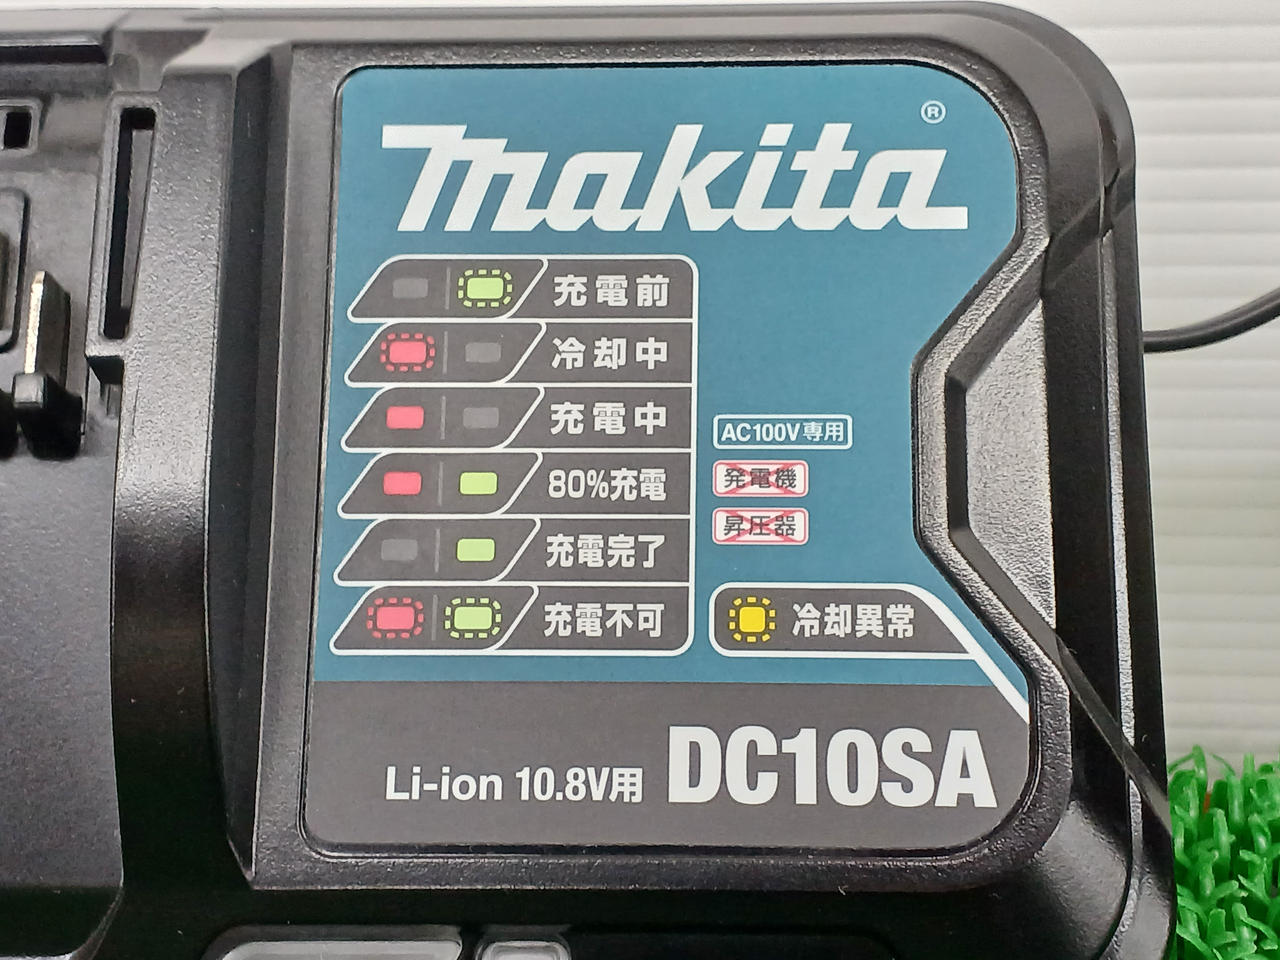 makita®
充電前
冷却中
充電中
80%充電
充電完了
充電不可
AC100V専用
発電機
昇圧器
冷却異常
Li-ion 10.8V用 DC10SA